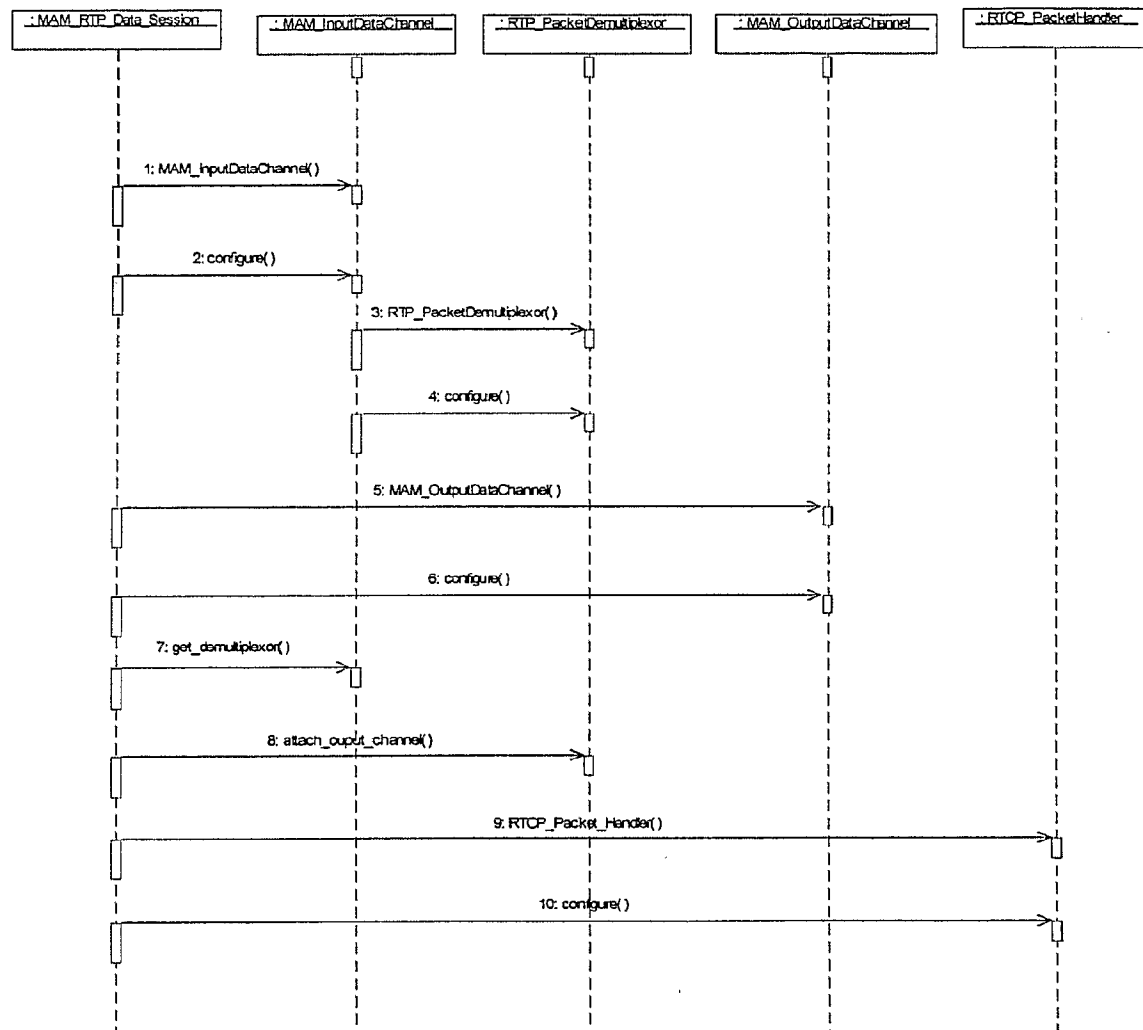 : MAM_RTP_Data_Session
: MAM_InputDataChannel
: RTP_PacketDemultiplexor
: MAM_OutputDataChannel
: RTCP_PacketHandler
1: MAM_InputDataChannel( )
2: configure( )
3: RTP_PacketDemultiplexor( )
4: configure( )
5: MAM_OutputDataChannel( )
6: configure( )
7: get_demultiplexor( )
8: attach_ouput_channel( )
9: RTCP_Packet_Handler( )
10: configure( )